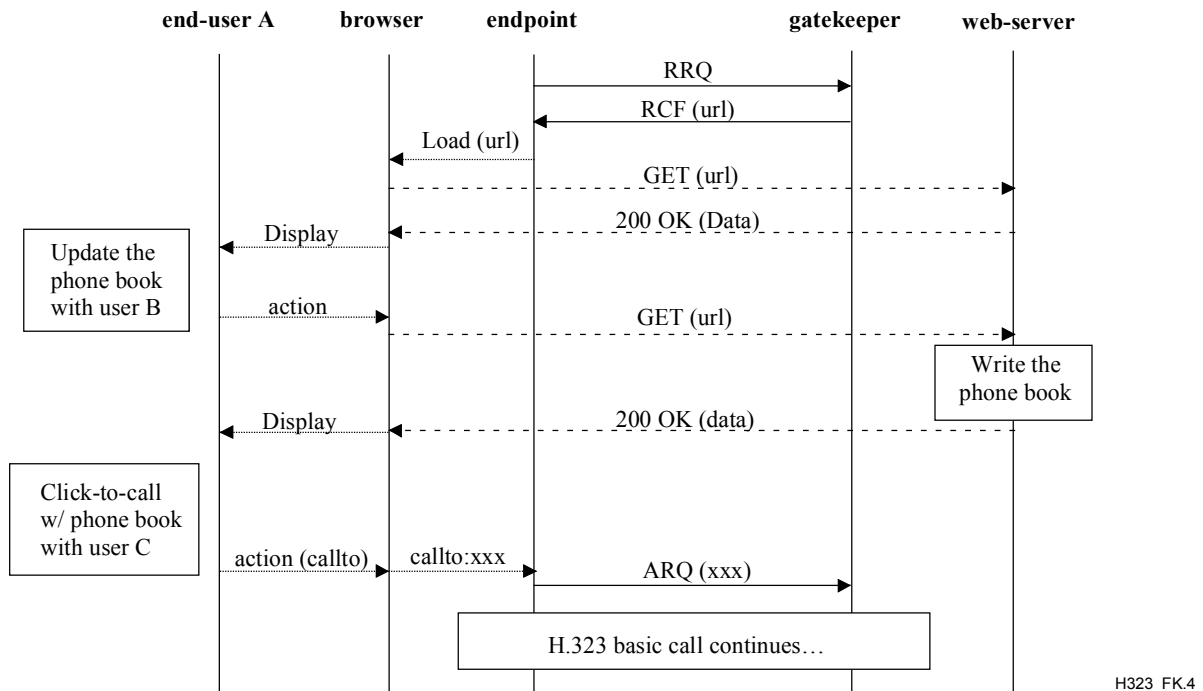 end-user A browser endpoint gatekeeper web-server
RRQ
RCF (url)
Load (url)
GET (url)
200 OK (Data)
Display
Update the
phone book
with user B
action
GET (url)
Write the
phone book
200 OK (data)
Display
Click-to-call
w/ phone book
with user C
action (callto) callto:xxx
ARQ (xxx)
H.323 basic call continues…
H323_FK.4